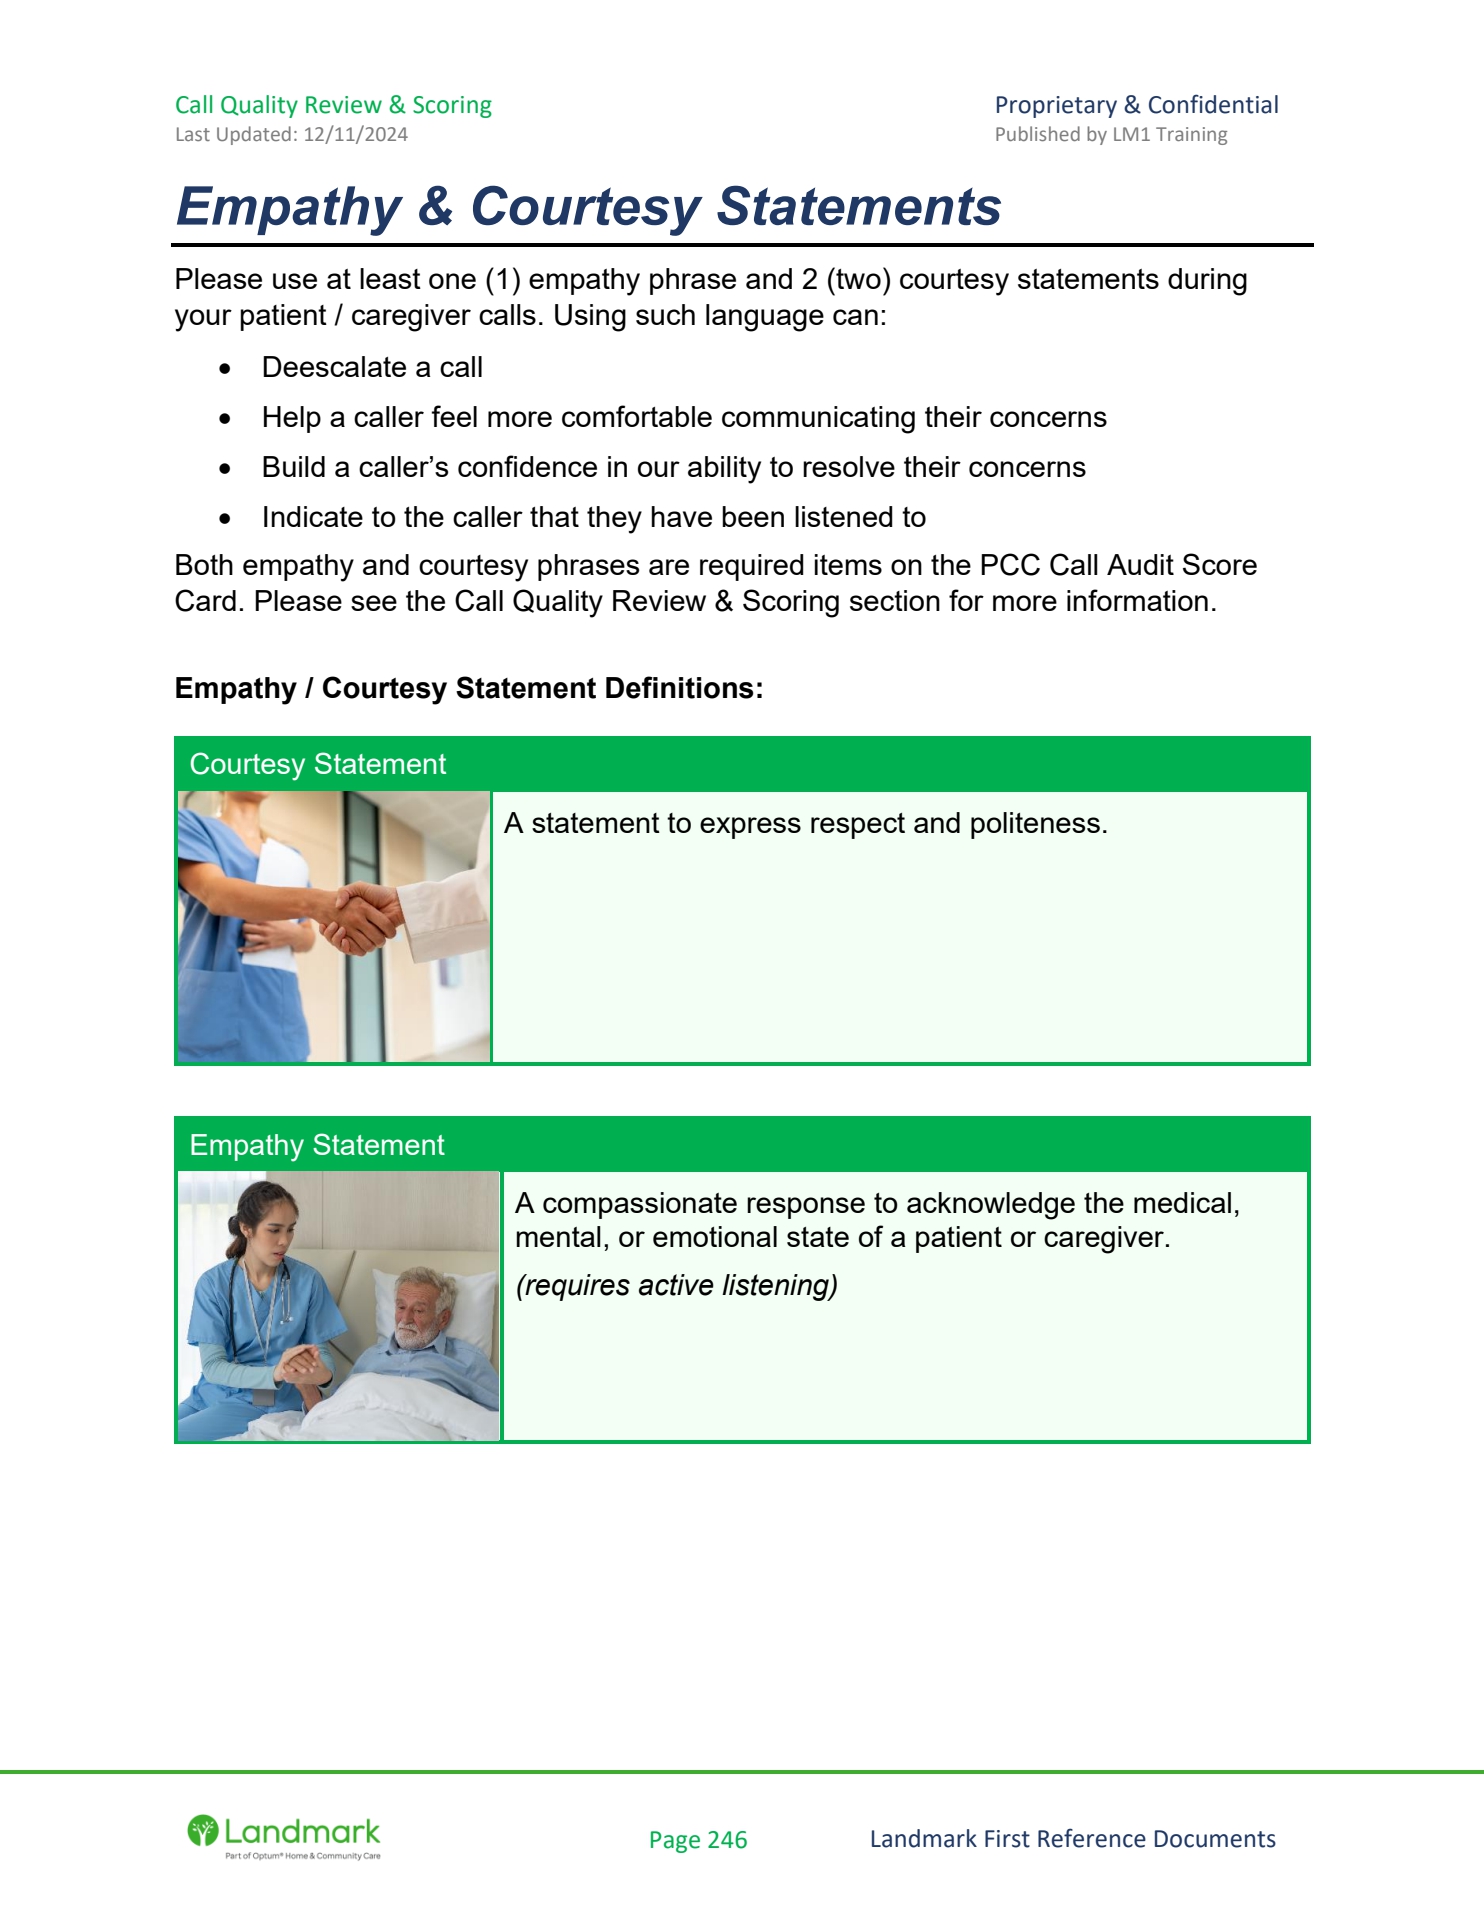 Call Quality Review & Scoring
Proprietary & Confidential
Last Updated: 12/11/2024
Published by LM1 Training
Empathy & Courtesy Statements
Please use at least one (1) empathy phrase and 2 (two) courtesy statements during
your patient / caregiver calls. Using such language can:
• Deescalate a call
• Help a caller feel more comfortable communicating their concerns
• Build a caller’s confidence in our ability to resolve their concerns
• Indicate to the caller that they have been listened to
Both empathy and courtesy phrases are required items on the PCC Call Audit Score
Card. Please see the Call Quality Review & Scoring section for more information.
Empathy / Courtesy Statement Definitions:
Courtesy Statement
A statement to express respect and politeness.
Empathy Statement
A compassionate response to acknowledge the medical,
mental, or emotional state of a patient or caregiver.
(requires active listening)
Landmark
Part of Optum® Home & Community Care
Page 246
Landmark First Reference Documents